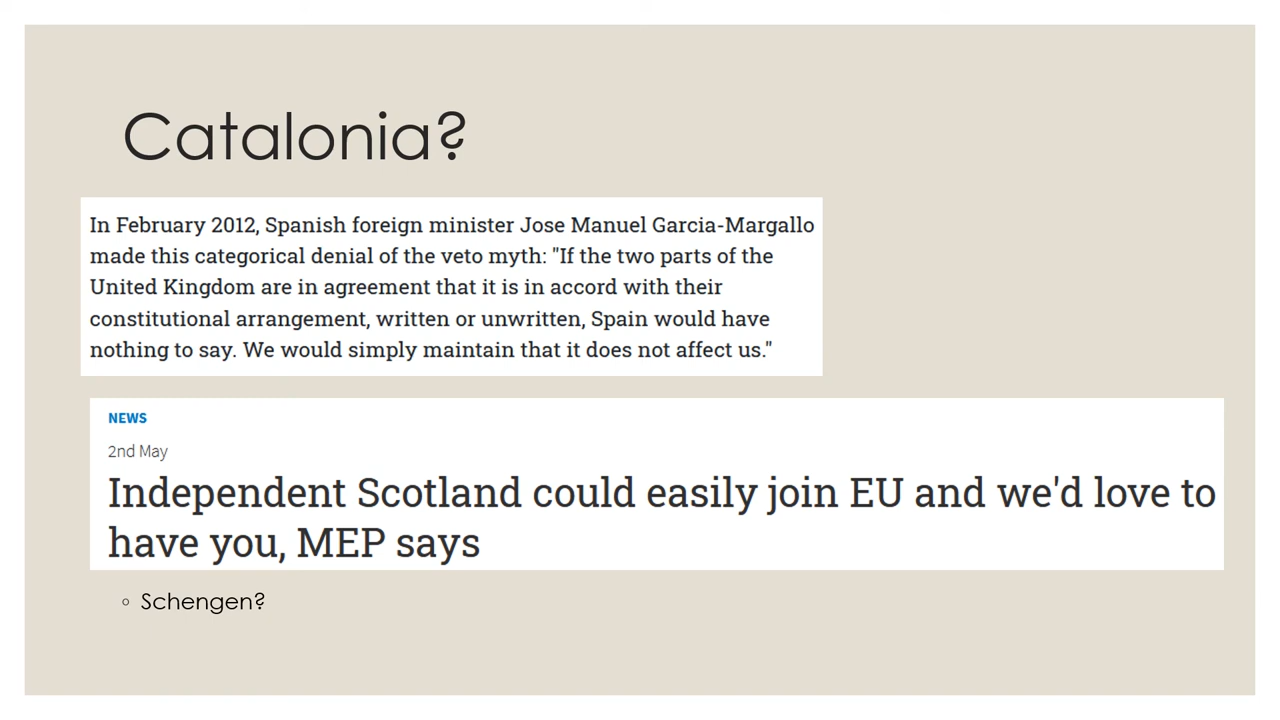 Catalonia?
In February 2012, Spanish foreign minister Jose Manuel Garcia-Margallo
made this categorical denial of the veto myth: "If the two parts of the
United Kingdom are in agreement that it is in accord with their
constitutional arrangement, written or unwritten, Spain would have
nothing to say. We would simply maintain that it does not affect us."
NEWS
2nd May
Independent Scotland could easily join EU and we'd love to
have you, MEP says
◦ Schengen?